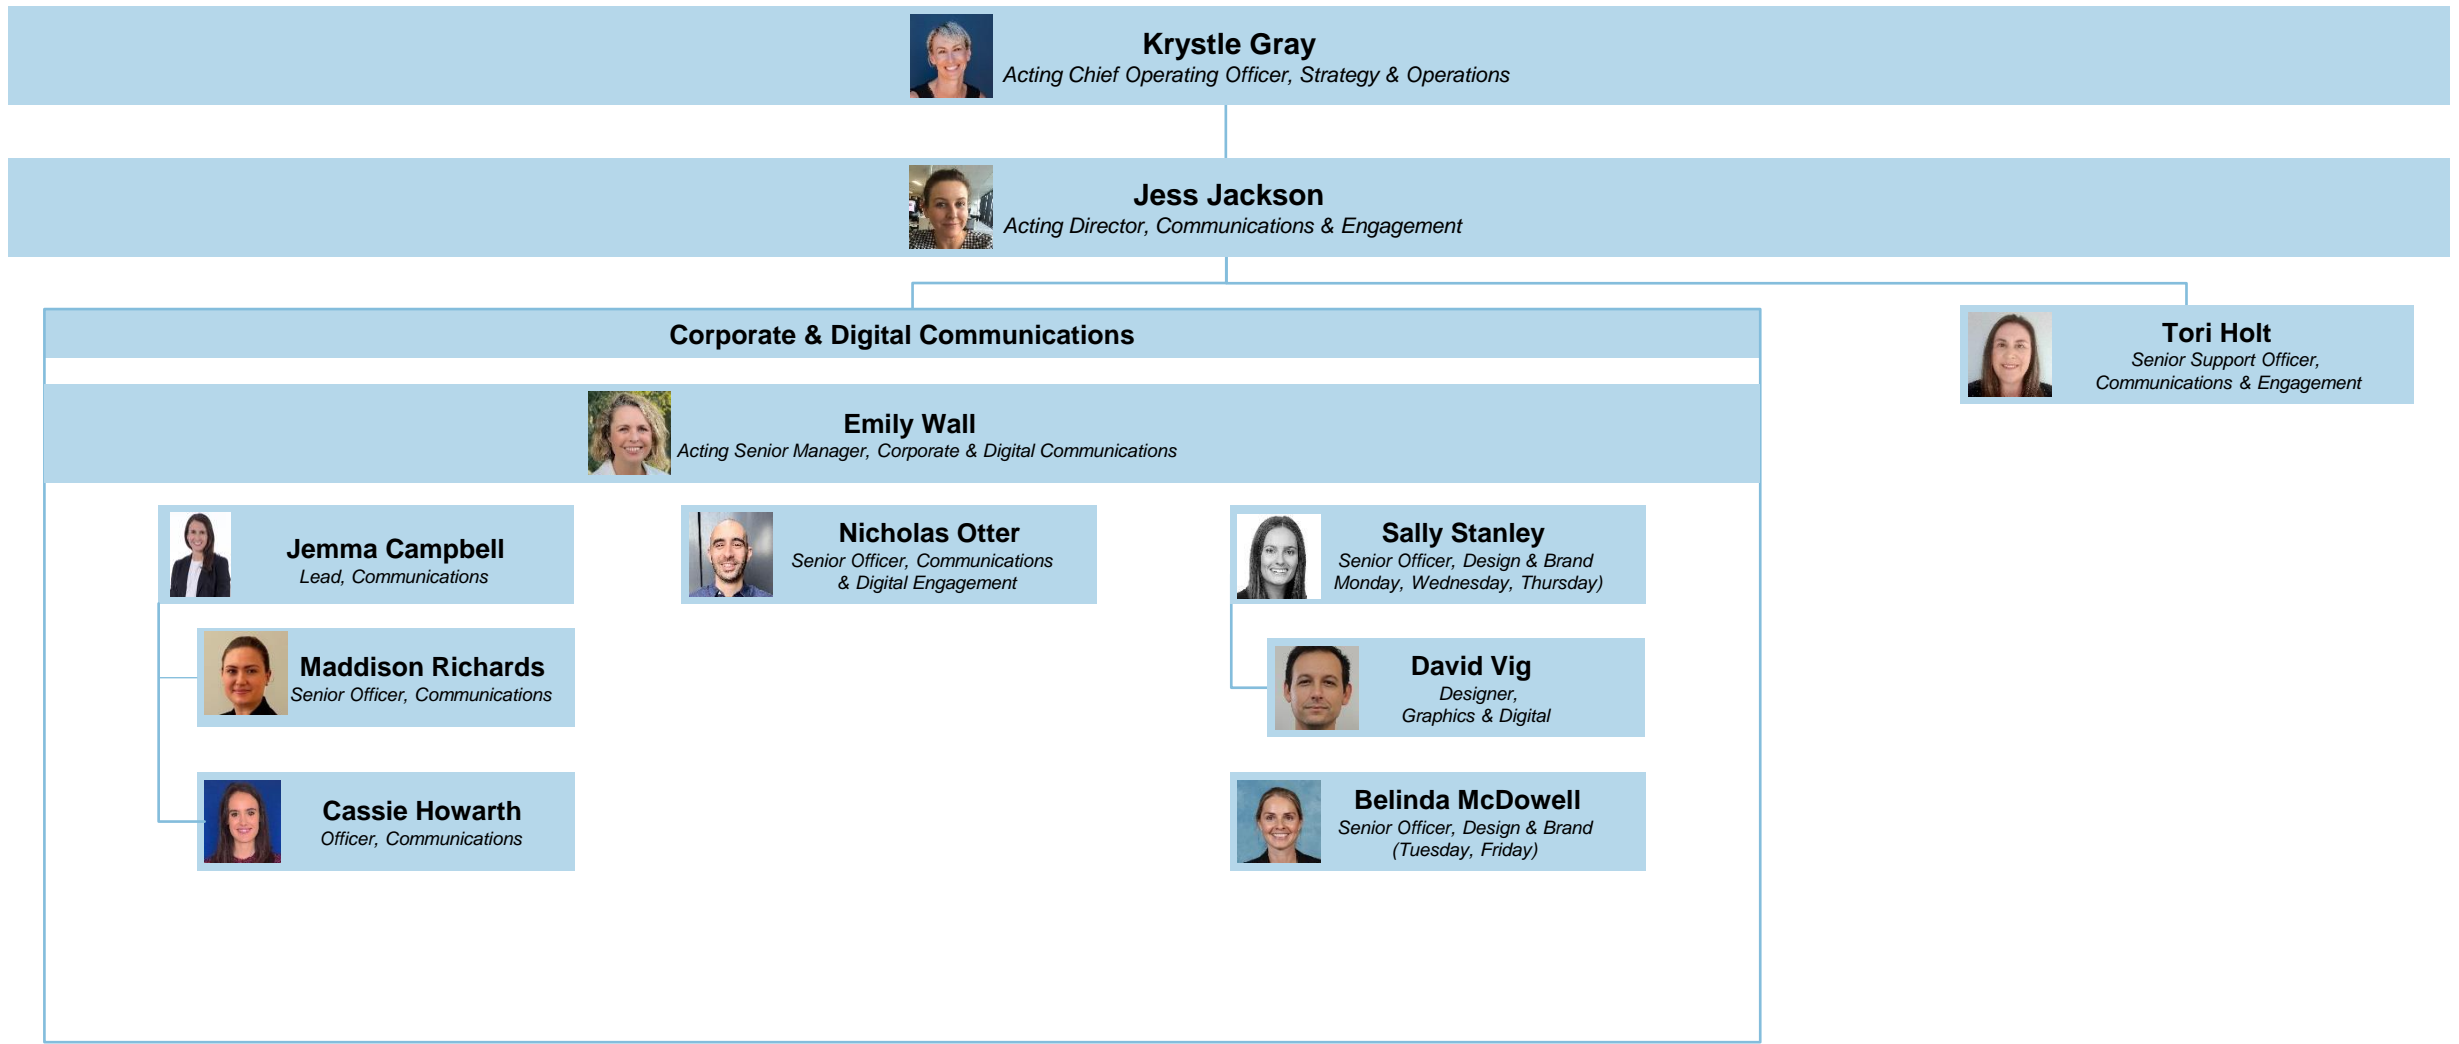 Krystle Gray
Acting Chief Operating Officer, Strategy & Operations
Jess Jackson
Acting Director, Communications & Engagement
Corporate & Digital Communications
Tori Holt
Senior Support Officer,
Communications & Engagement
Emily Wall
Acting Senior Manager, Corporate & Digital Communications
Jemma Campbell
Lead, Communications
Maddison Richards
Senior Officer, Communications
Cassie Howarth
Officer, Communications
Nicholas Otter
Senior Officer, Communications
& Digital Engagement
Sally Stanley
Senior Officer, Design & Brand
Monday, Wednesday, Thursday)
David Vig
Designer,
Graphics & Digital
Belinda McDowell
Senior Officer, Design & Brand
(Tuesday, Friday)